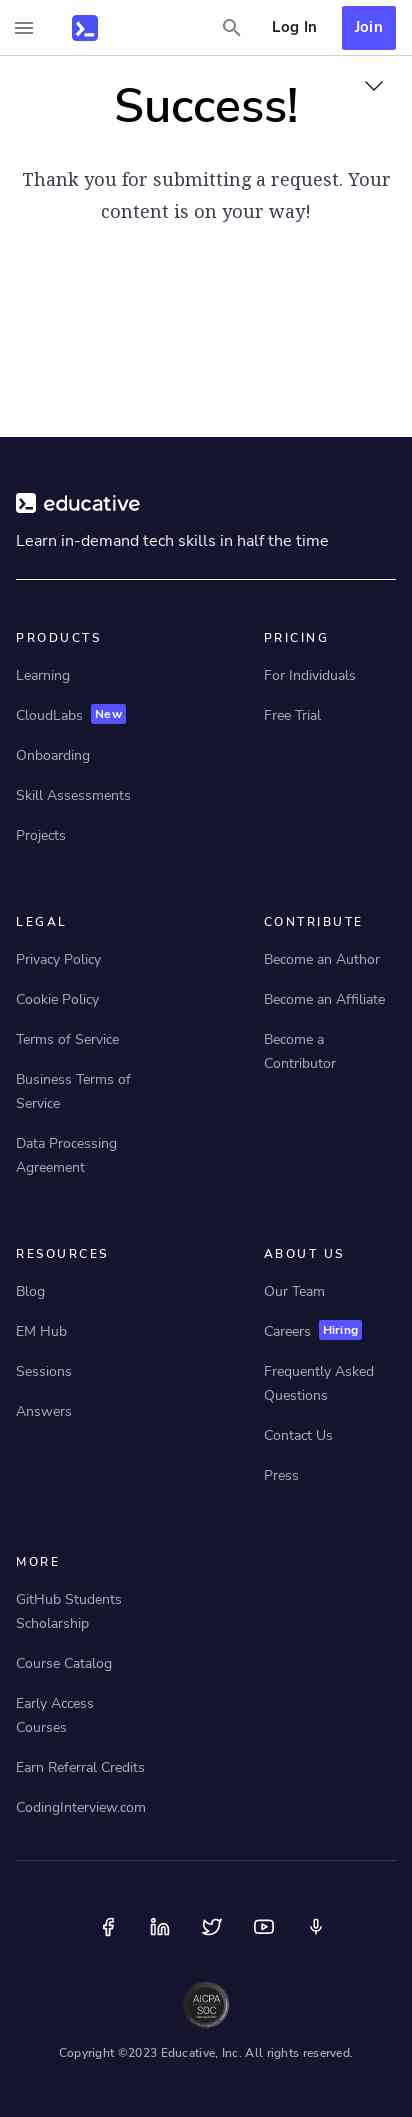 Log In
Join
Success!
Thank you for submitting a request. Your
content is on your way!
educative
Learn in-demand tech skills in half the time
PRODUCTS
Learning
CloudLabs New
Onboarding
Skill Assessments
Projects
PRICING
For Individuals
Free Trial
LEGAL
Privacy Policy
Cookie Policy
Terms of Service
Business Terms of
Service
Data Processing
Agreement
CONTRIBUTE
Become an Author
Become an Affiliate
Become a
Contributor
RESOURCES
Blog
EM Hub
Sessions
Answers
ABOUT US
Our Team
Careers Hiring
Frequently Asked
Questions
Contact Us
Press
MORE
GitHub Students
Scholarship
Course Catalog
Early Access
Courses
Earn Referral Credits
CodingInterview.com
AICPA
SOC
Copyright ©2023 Educative, Inc. All rights reserved.